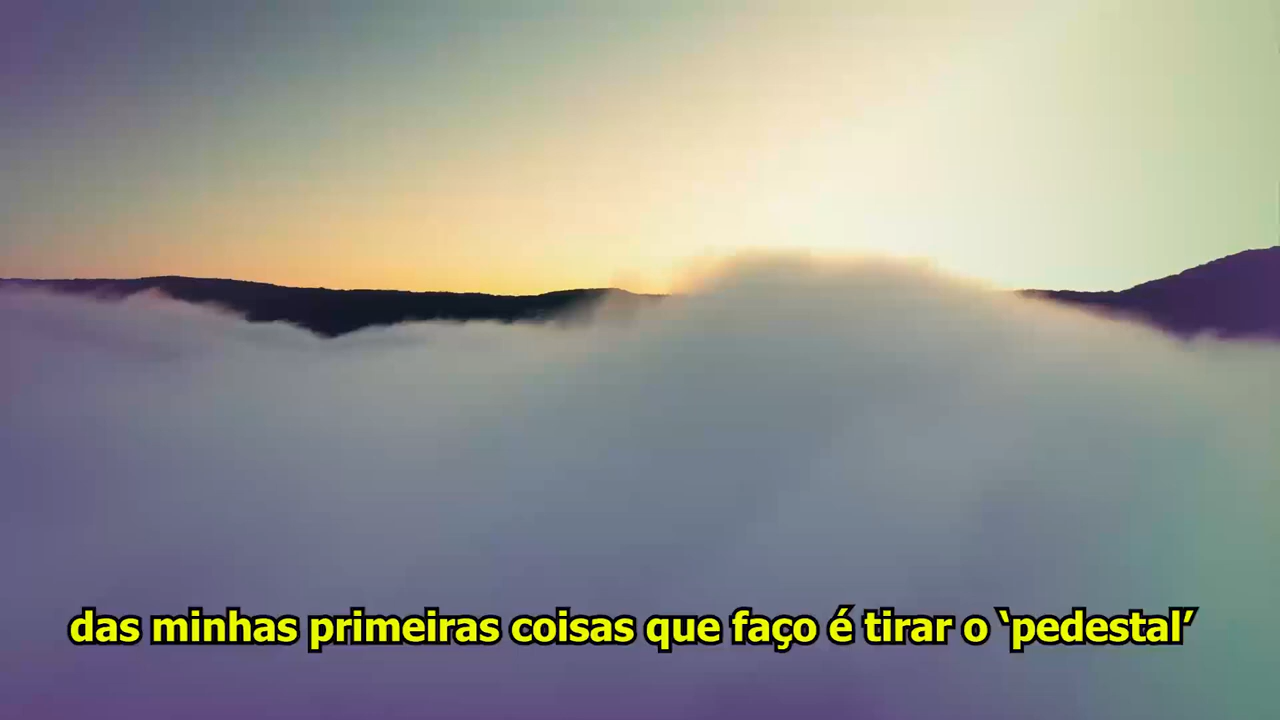 das minhas primeiras coisas que faço é tirar o ‘pedestal’